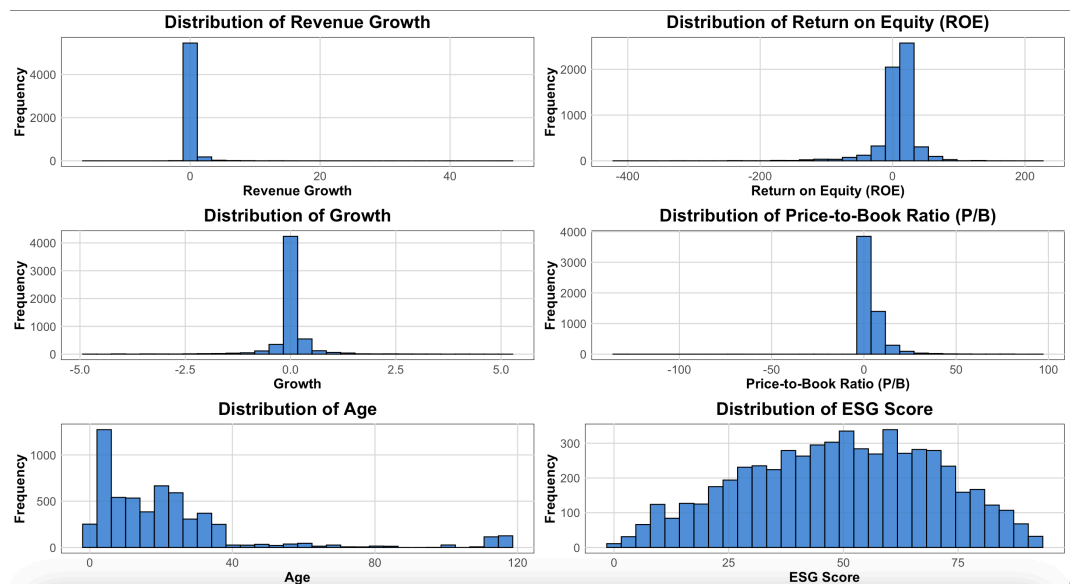 Distribution of Revenue Growth
Frequency
4000
2000
0
0 20 40
Revenue Growth
Distribution of Return on Equity (ROE)
Frequency
2000
1000
0
-400 -200 0 200
Return on Equity (ROE)
Distribution of Growth
Frequency
4000
3000
2000
1000
0
-5.0 -2.5 0.0 2.5 5.0
Growth
Distribution of Price-to-Book Ratio (P/B)
Frequency
4000
3000
2000
1000
0
-100 -50 0 50 100
Price-to-Book Ratio (P/B)
Distribution of Age
Frequency
1000
500
0
0 40 80 120
Age
Distribution of ESG Score
Frequency
300
200
100
0
0 25 50 75
ESG Score